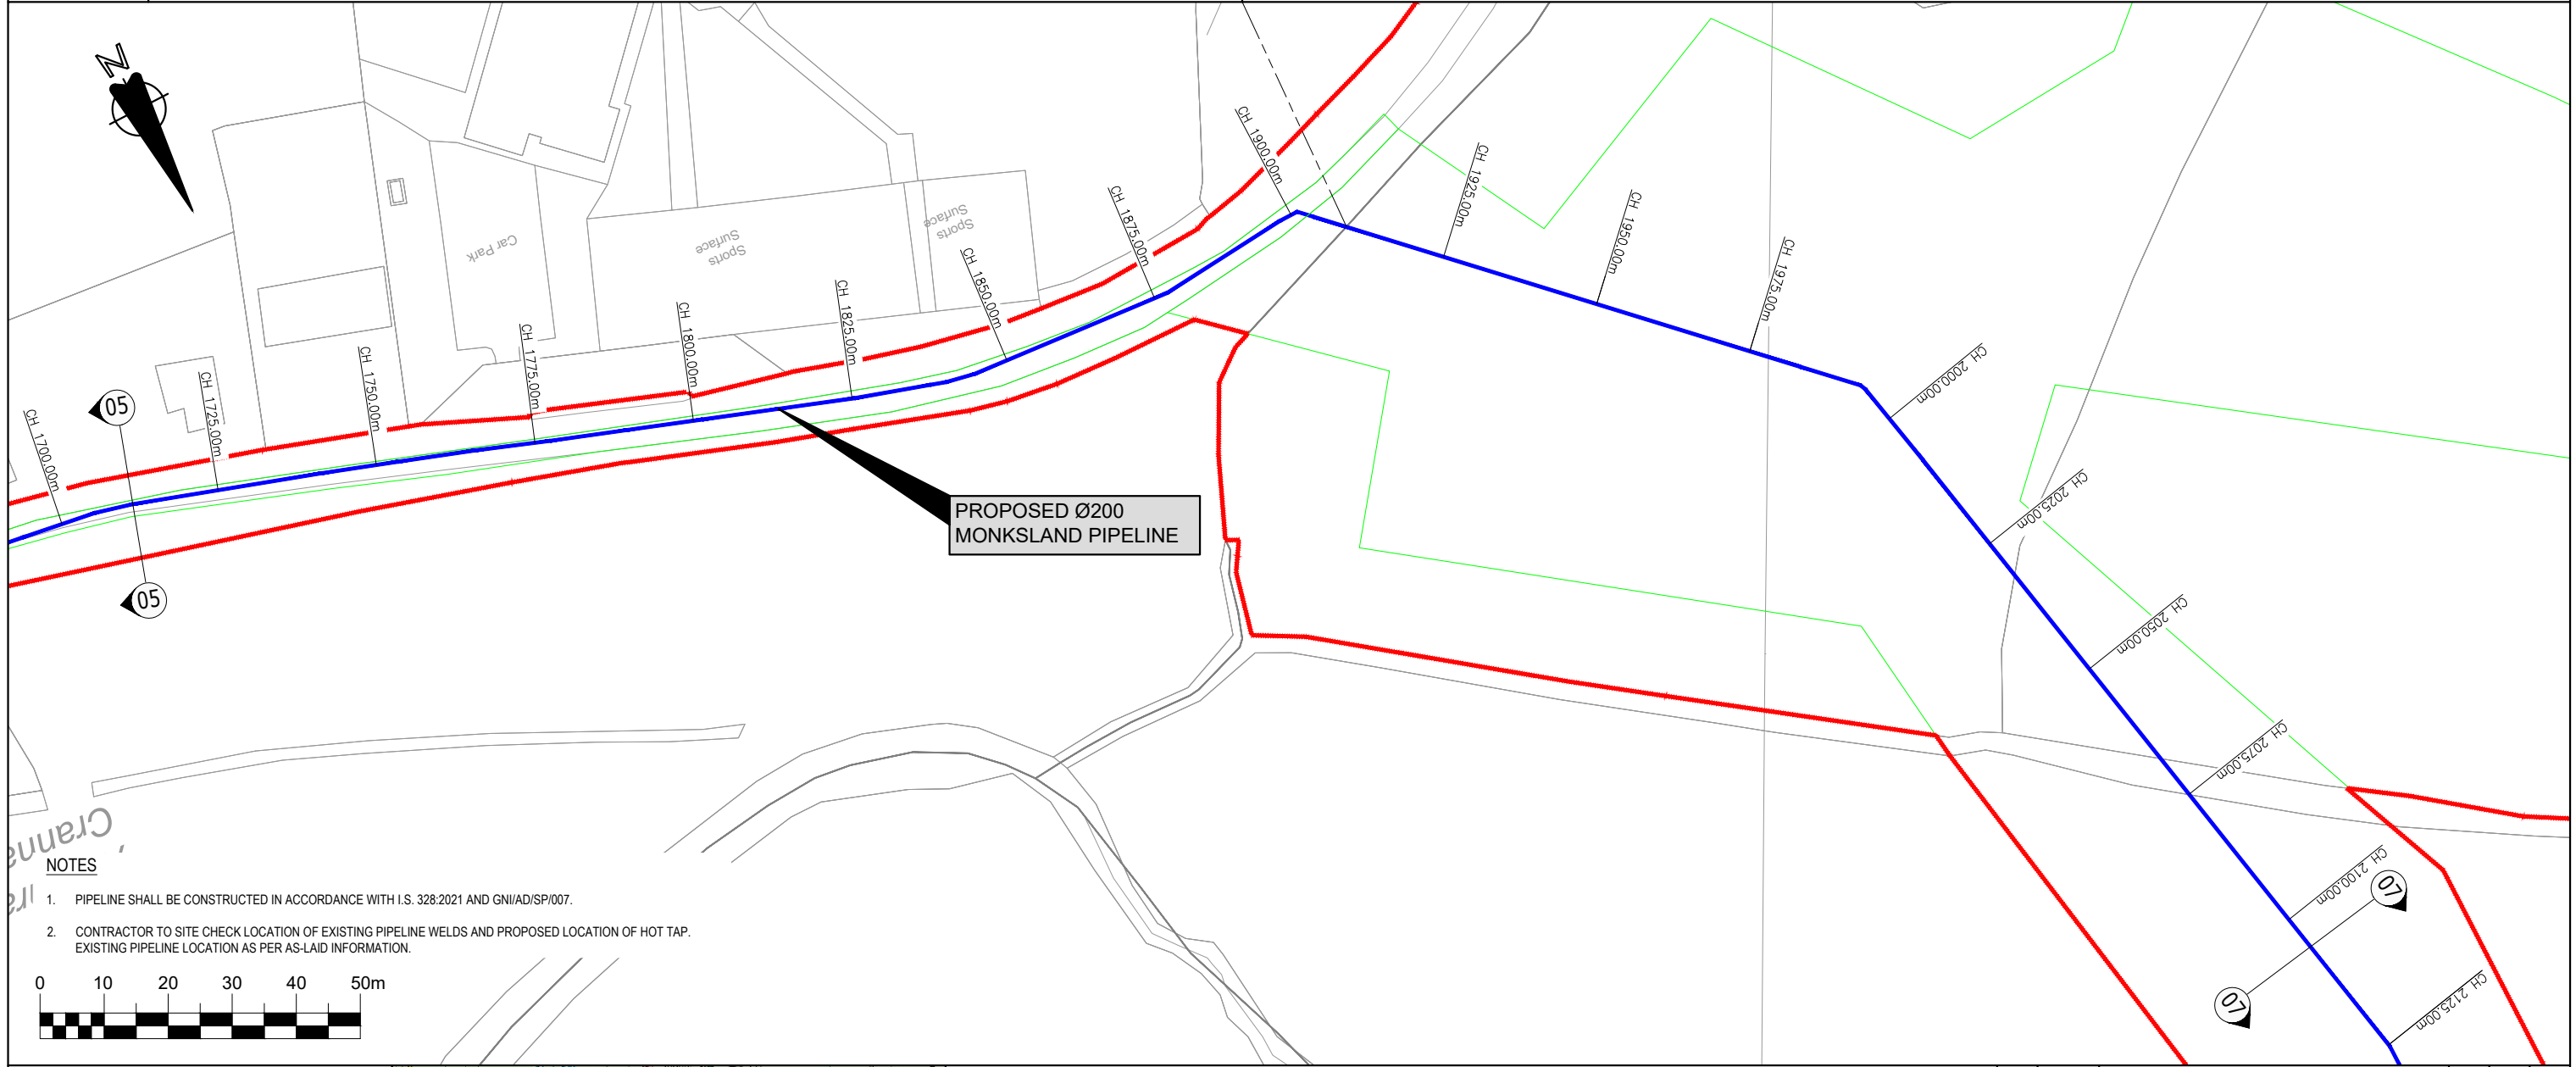 N
CH 1700.00m
05
05
CH 1725.00m
CH 1750.00m
CH 1775.00m
CH 1800.00m
CH 1825.00m
CH 1850.00m
CH 1875.00m
CH 1900.00m
CH 1925.00m
CH 1950.00m
CH 1975.00m
CH 2000.00m
CH 2025.00m
CH 2050.00m
CH 2075.00m
CH 2100.00m
CH 2125.00m
07
07
Car Park
Sports
Surface
Sports
Surface
PROPOSED Ø200
MONKSLAND PIPELINE
NOTES
1. PIPELINE SHALL BE CONSTRUCTED IN ACCORDANCE WITH I.S. 328:2021 AND GNI/AD/SP/007.
2. CONTRACTOR TO SITE CHECK LOCATION OF EXISTING PIPELINE WELDS AND PROPOSED LOCATION OF HOT TAP.
EXISTING PIPELINE LOCATION AS PER AS-LAID INFORMATION.
0 10 20 30 40 50m